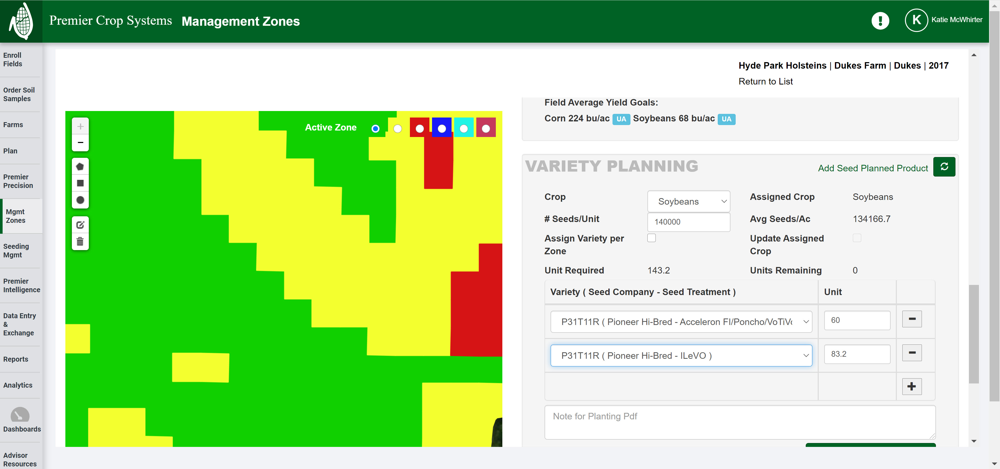 Premier Crop Systems Management Zones
! K Katie McWhirter
Enroll
Fields
Order Soil
Samples
Farms
Plan
Premier
Precision
Mgmt
Zones
Seeding
Mgmt
Premier
Intelligence
Data Entry
&
Exchange
Reports
Analytics
Dashboards
Advisor
Resources
Hyde Park Holsteins | Dukes Farm | Dukes | 2017
Return to List
+
−
Active Zone
Field Average Yield Goals:
Corn 224 bu/ac UA Soybeans 68 bu/ac UA
VARIETY PLANNING
Add Seed Planned Product
Crop Soybeans Assigned Crop Soybeans
# Seeds/Unit 140000 Avg Seeds/Ac 134166.7
Assign Variety per
Zone
Update Assigned
Crop
Unit Required 143.2 Units Remaining 0
Variety ( Seed Company - Seed Treatment ) Unit
P31T11R ( Pioneer Hi-Bred - Acceleron FI/Poncho/VoTiV 60
P31T11R ( Pioneer Hi-Bred - ILeVO ) 83.2
Note for Planting Pdf